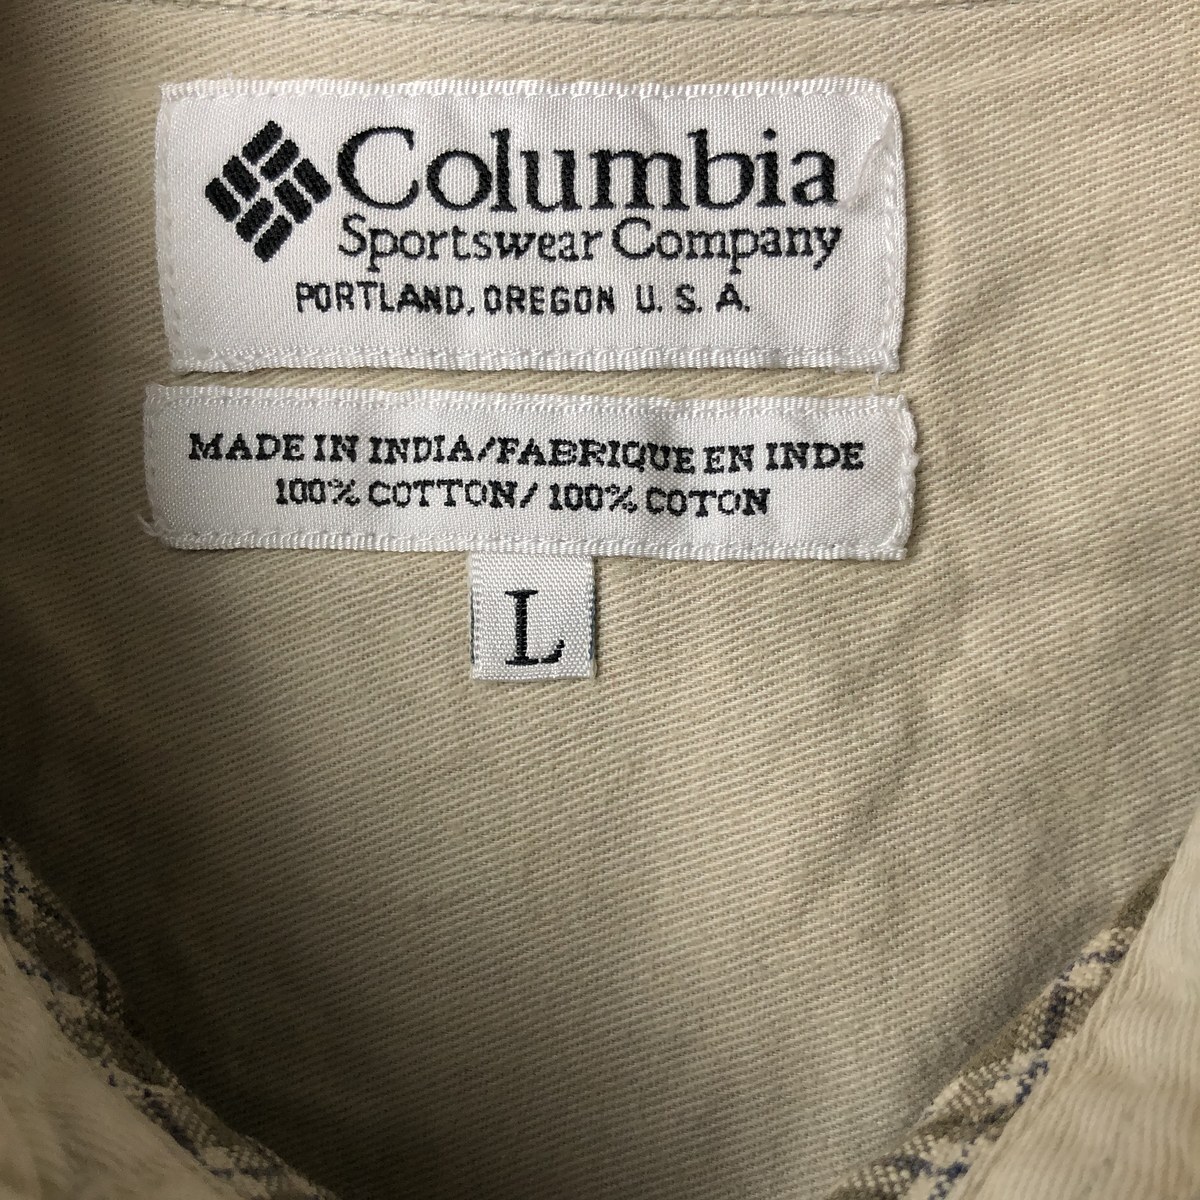 Columbia
Sportswear Company
PORTLAND, OREGON U. S. A.
MADE IN INDIA/FABRIQUE EN INDE
100% COTTON/ 100% COTON
L